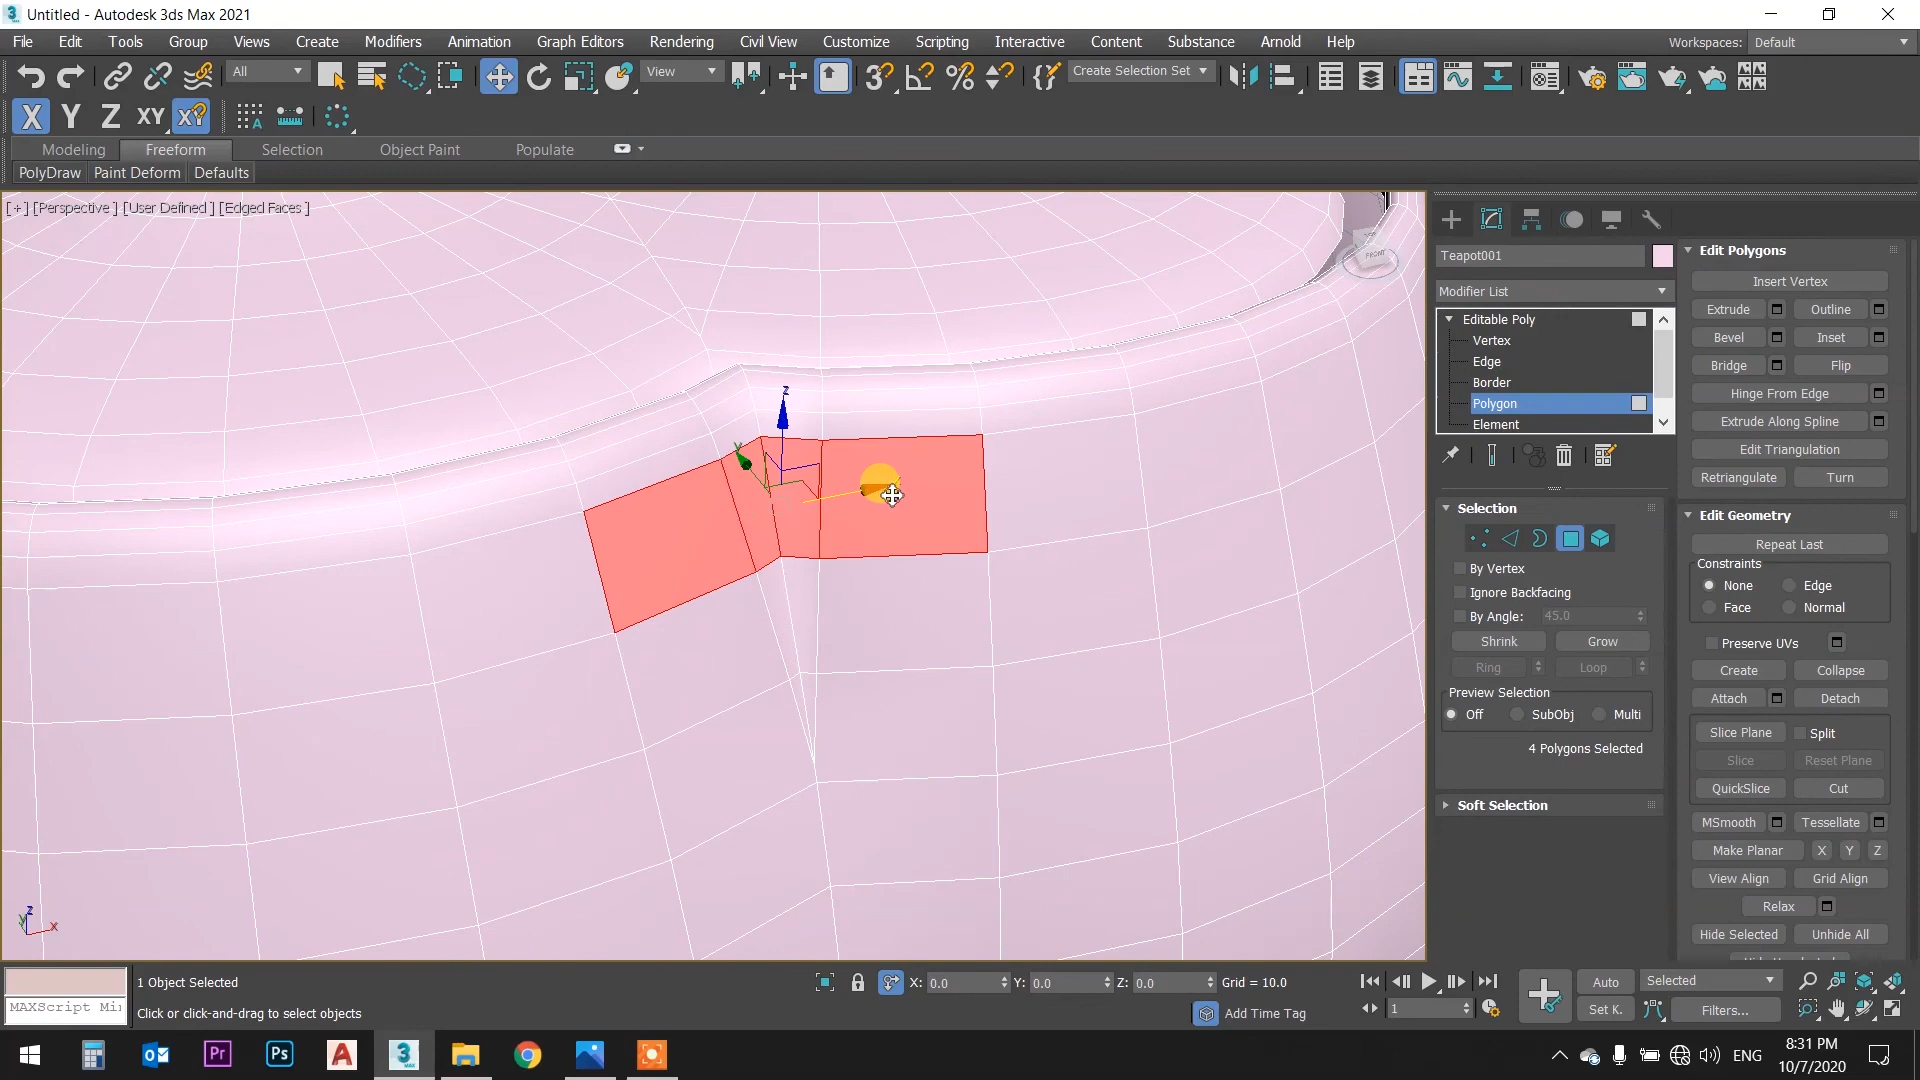 Untitled - Autodesk 3ds Max 2021
File Edit Tools Group Views Create Modifiers Animation Graph Editors Rendering Civil View Customize Scripting Interactive Content Substance Arnold Help Workspaces: Default
All View Create Selection Set
X Y Z XY
Modeling Freeform Selection Object Paint Populate
PolyDraw Paint Deform Defaults
[+] [Perspective ] [User Defined ] [Edged Faces ]
FRONT
z
y
z
y
x
Teapot001
Modifier List
Editable Poly
Vertex
Edge
Border
Polygon
Element
Selection
By Vertex
Ignore Backfacing
By Angle: 45.0
Shrink Grow
Ring Loop
Preview Selection
Off SubObj Multi
4 Polygons Selected
Soft Selection
Edit Polygons
Insert Vertex
Extrude Outline
Bevel Inset
Bridge Flip
Hinge From Edge
Extrude Along Spline
Edit Triangulation
Retriangulate Turn
Edit Geometry
Repeat Last
Constraints
None Edge
Face Normal
Preserve UVs
Create Collapse
Attach Detach
Slice Plane Split
Slice Reset Plane
QuickSlice Cut
MSmooth Tessellate
Make Planar X Y Z
View Align Grid Align
Relax
Hide Selected Unhide All
MAXScript Mi
1 Object Selected
Click or click-and-drag to select objects
X: 0.0 Y: 0.0 Z: 0.0 Grid = 10.0
Add Time Tag
1
Auto Selected
Set K. Filters...
ENG
8:31 PM
10/7/2020